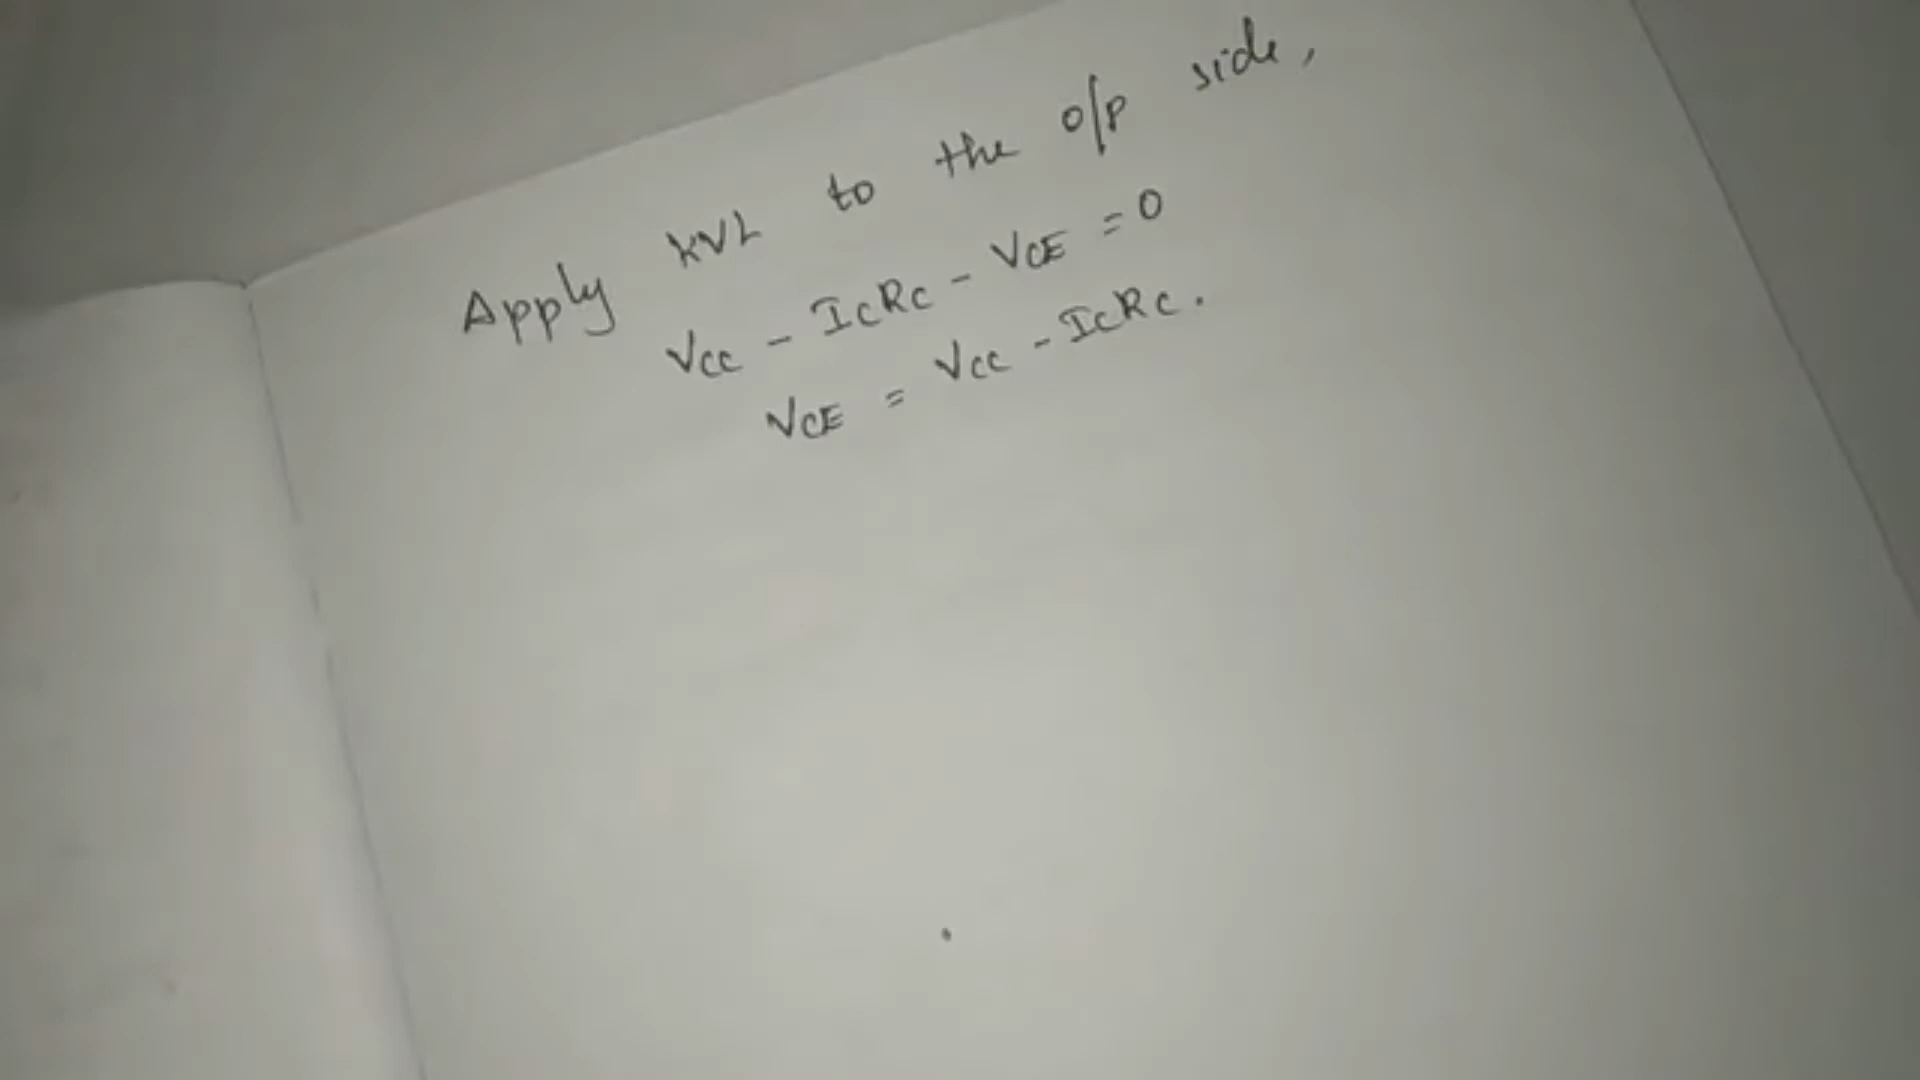 Apply KVL to the o/p side,
Vcc - IcRc - VCE = 0
VCE = Vcc - IcRc.